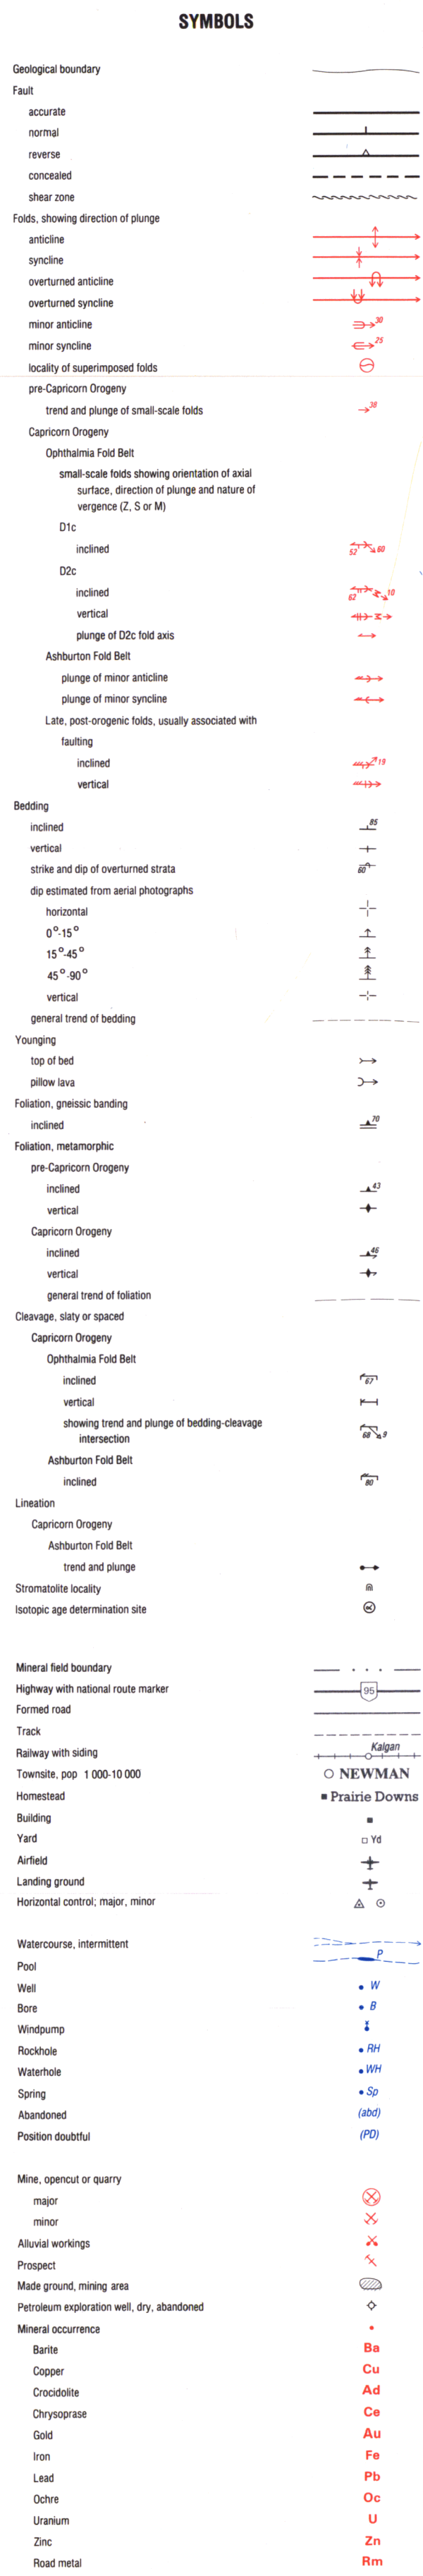 SYMBOLS
Geological boundary
Fault
accurate
normal
reverse
concealed
shear zone
Folds, showing direction of plunge
anticline
syncline
overturned anticline
overturned syncline
minor anticline 30
minor syncline 25
locality of superimposed folds
pre-Capricorn Orogeny
trend and plunge of small-scale folds 38
Capricorn Orogeny
Ophthalmia Fold Belt
small-scale folds showing orientation of axial
surface, direction of plunge and nature of
vergence (Z, S or M)
D1c
inclined 52 60
D2c
inclined 62 10
vertical
plunge of D2c fold axis
Ashburton Fold Belt
plunge of minor anticline
plunge of minor syncline
Late, post-orogenic folds, usually associated with
faulting
inclined 19
vertical
Bedding
inclined 85
vertical
strike and dip of overturned strata 60
dip estimated from aerial photographs
horizontal
0°-15°
15°-45°
45°-90°
vertical
general trend of bedding
Younging
top of bed
pillow lava
Foliation, gneissic banding
inclined 70
Foliation, metamorphic
pre-Capricorn Orogeny
inclined 43
vertical
Capricorn Orogeny
inclined 46
vertical
general trend of foliation
Cleavage, slaty or spaced
Capricorn Orogeny
Ophthalmia Fold Belt
inclined 67
vertical
showing trend and plunge of bedding-cleavage
intersection 68 9
Ashburton Fold Belt
inclined 80
Lineation
Capricorn Orogeny
Ashburton Fold Belt
trend and plunge
Stromatolite locality
Isotopic age determination site
Mineral field boundary
Highway with national route marker 95
Formed road
Track
Railway with siding Kalgan
Townsite, pop 1 000-10 000 NEWMAN
Homestead Prairie Downs
Building
Yard Yd
Airfield
Landing ground
Horizontal control; major, minor
Watercourse, intermittent
Pool P
Well W
Bore B
Windpump
Rockhole RH
Waterhole WH
Spring Sp
Abandoned (abd)
Position doubtful (PD)
Mine, opencut or quarry
major
minor
Alluvial workings
Prospect
Made ground, mining area
Petroleum exploration well, dry, abandoned
Mineral occurrence
Barite Ba
Copper Cu
Crocidolite Ad
Chrysoprase Ce
Gold Au
Iron Fe
Lead Pb
Ochre Oc
Uranium U
Zinc Zn
Road metal Rm